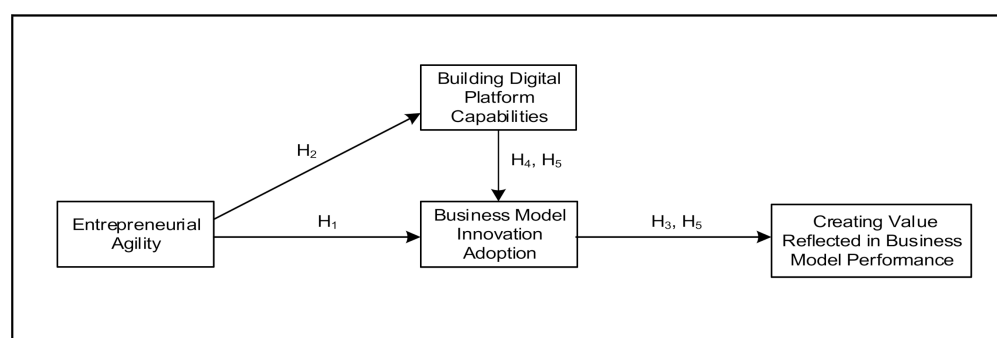 Building Digital
Platform
Capabilities
H₂
H₄, H₅
Entrepreneurial
Agility
H₁
Business Model
Innovation
Adoption
H₃, H₅
Creating Value
Reflected in Business
Model Performance